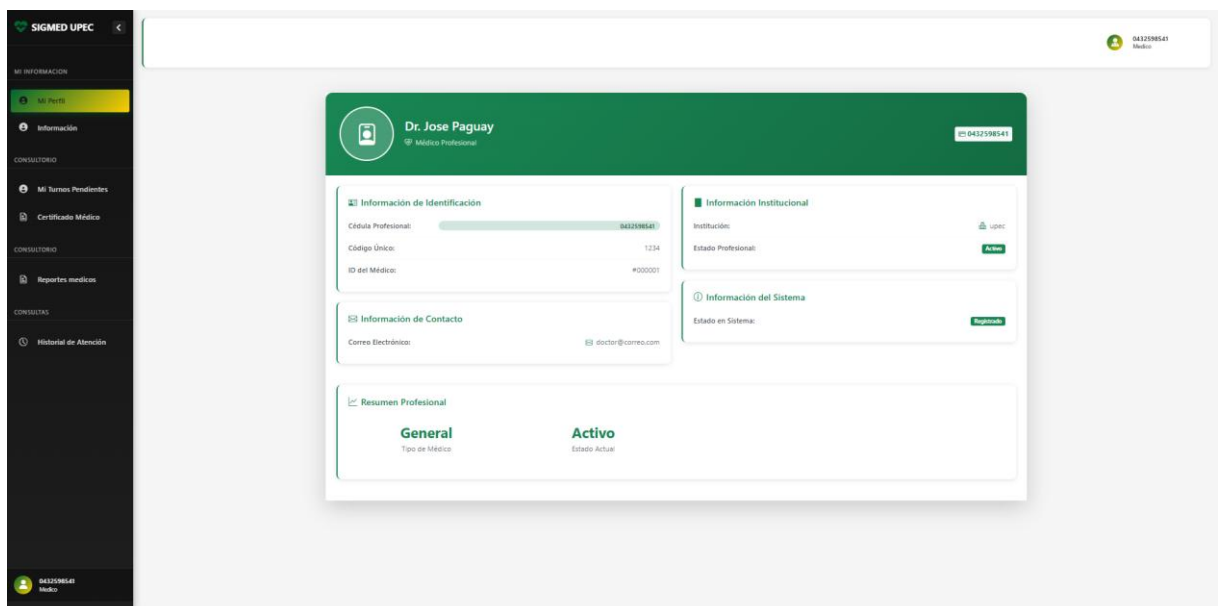 SIGMED UPEC
MI INFORMACION
Mi Perfil
Información
CONSULTORIO
Mi Turnos Pendientes
Certificado Médico
CONSULTORIO
Reportes medicos
CONSULTAS
Historial de Atención
0432598541
Medico
0432598541
Medico
Dr. Jose Paguay
Médico Profesional
0432598541
Información de Identificación
Cédula Profesional: 0432598541
Código Único: 1234
ID del Médico: #000001
Información de Contacto
Correo Electrónico: doctor@correo.com
Información Institucional
Institución: upec
Estado Profesional: Activo
Información del Sistema
Estado en Sistema: Registrado
Resumen Profesional
General
Tipo de Médico
Activo
Estado Actual